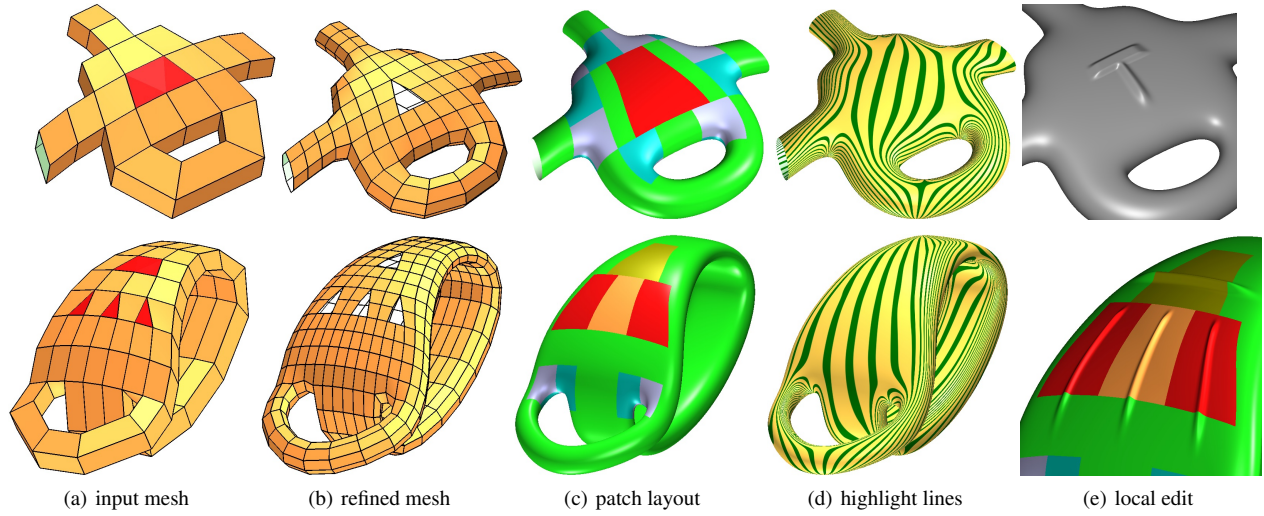 (a) input mesh
(b) refined mesh
(c) patch layout
(d) highlight lines
(e) local edit